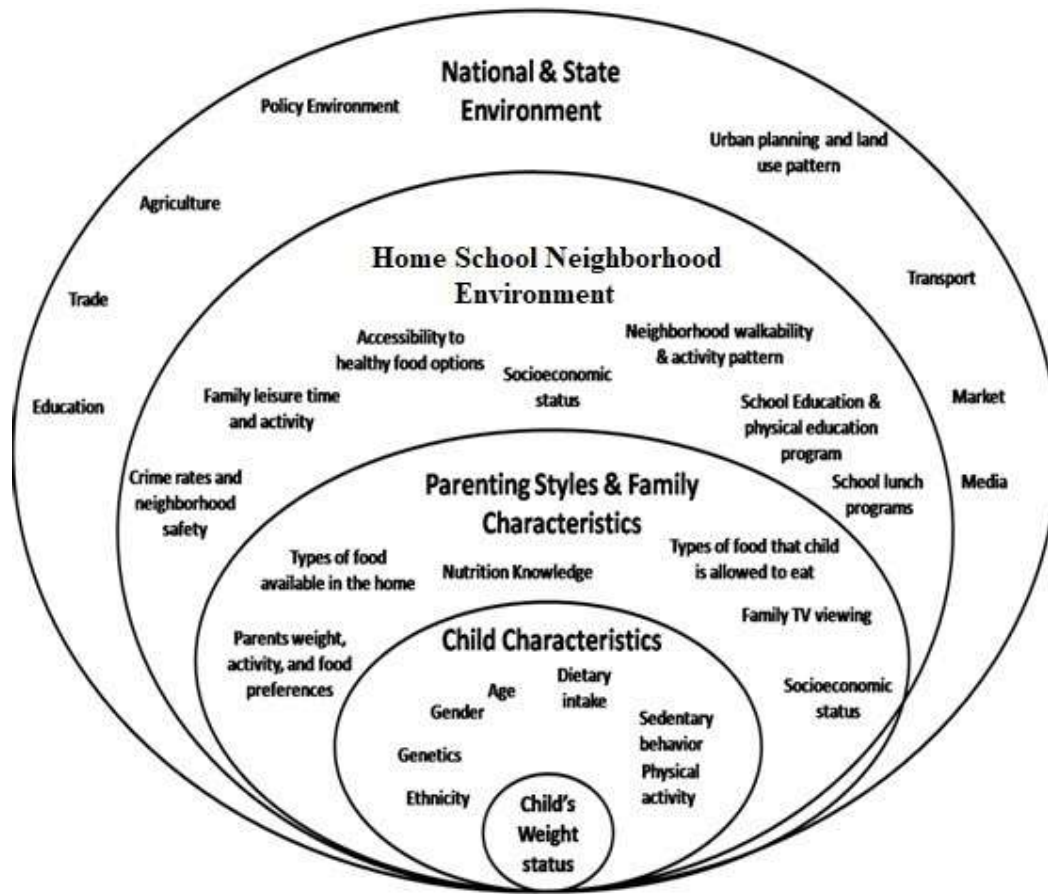 National & State
Environment
Policy Environment
Urban planning and land
use pattern
Agriculture
Transport
Trade
Market
Education
Media
Home School Neighborhood
Environment
Accessibility to
healthy food options
Neighborhood walkability
& activity pattern
Socioeconomic
status
Family leisure time
and activity
School Education &
physical education
program
Crime rates and
neighborhood
safety
School lunch
programs
Parenting Styles & Family
Characteristics
Types of food
available in the home
Nutrition Knowledge
Types of food that child
is allowed to eat
Family TV viewing
Parents weight,
activity, and food
preferences
Socioeconomic
status
Child Characteristics
Age
Dietary
intake
Gender
Sedentary
behavior
Genetics
Physical
activity
Ethnicity
Child's
Weight
status